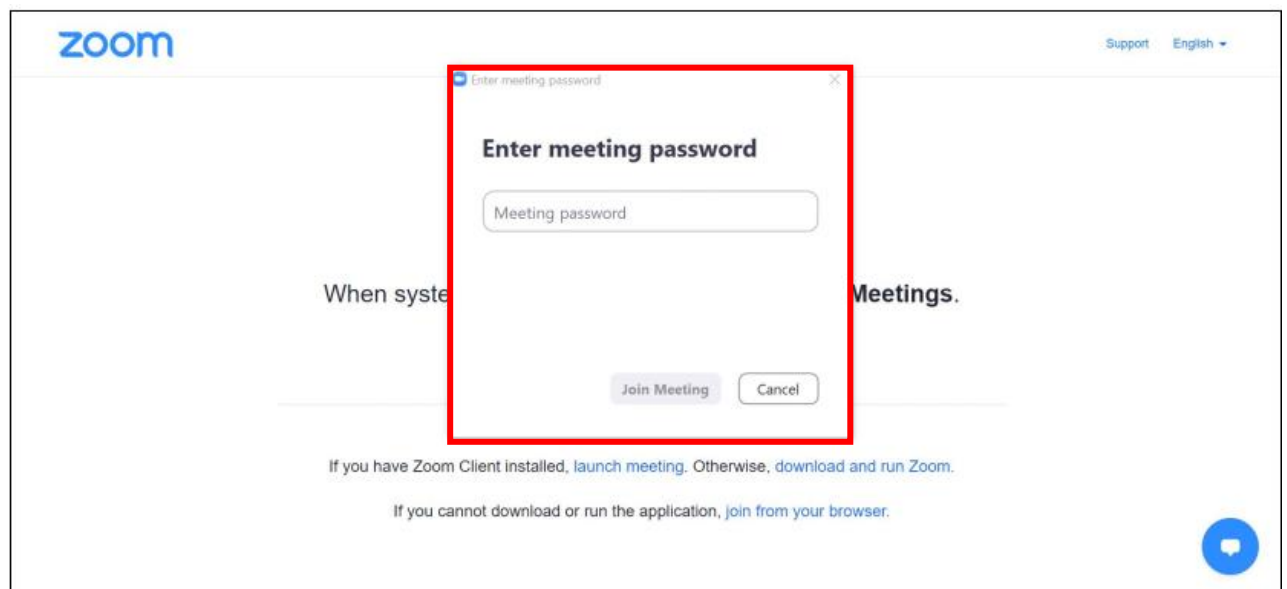 zoom
Support English
Enter meeting password
Enter meeting password
Meeting password
When syste Meetings.
Join Meeting Cancel
If you have Zoom Client installed, launch meeting. Otherwise, download and run Zoom.
If you cannot download or run the application, join from your browser.